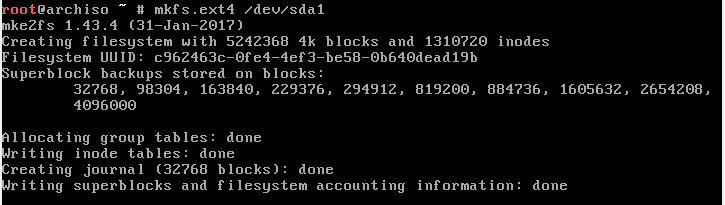 root@archiso ~ # mkfs.ext4 /dev/sda1
mke2fs 1.43.4 (31-Jan-2017)
Creating filesystem with 5242368 4k blocks and 1310720 inodes
Filesystem UUID: c962463c-0fe4-4ef3-be58-0b640dead19b
Superblock backups stored on blocks:
32768, 98304, 163840, 229376, 294912, 819200, 884736, 1605632, 2654208,
4096000
Allocating group tables: done
Writing inode tables: done
Creating journal (32768 blocks): done
Writing superblocks and filesystem accounting information: done